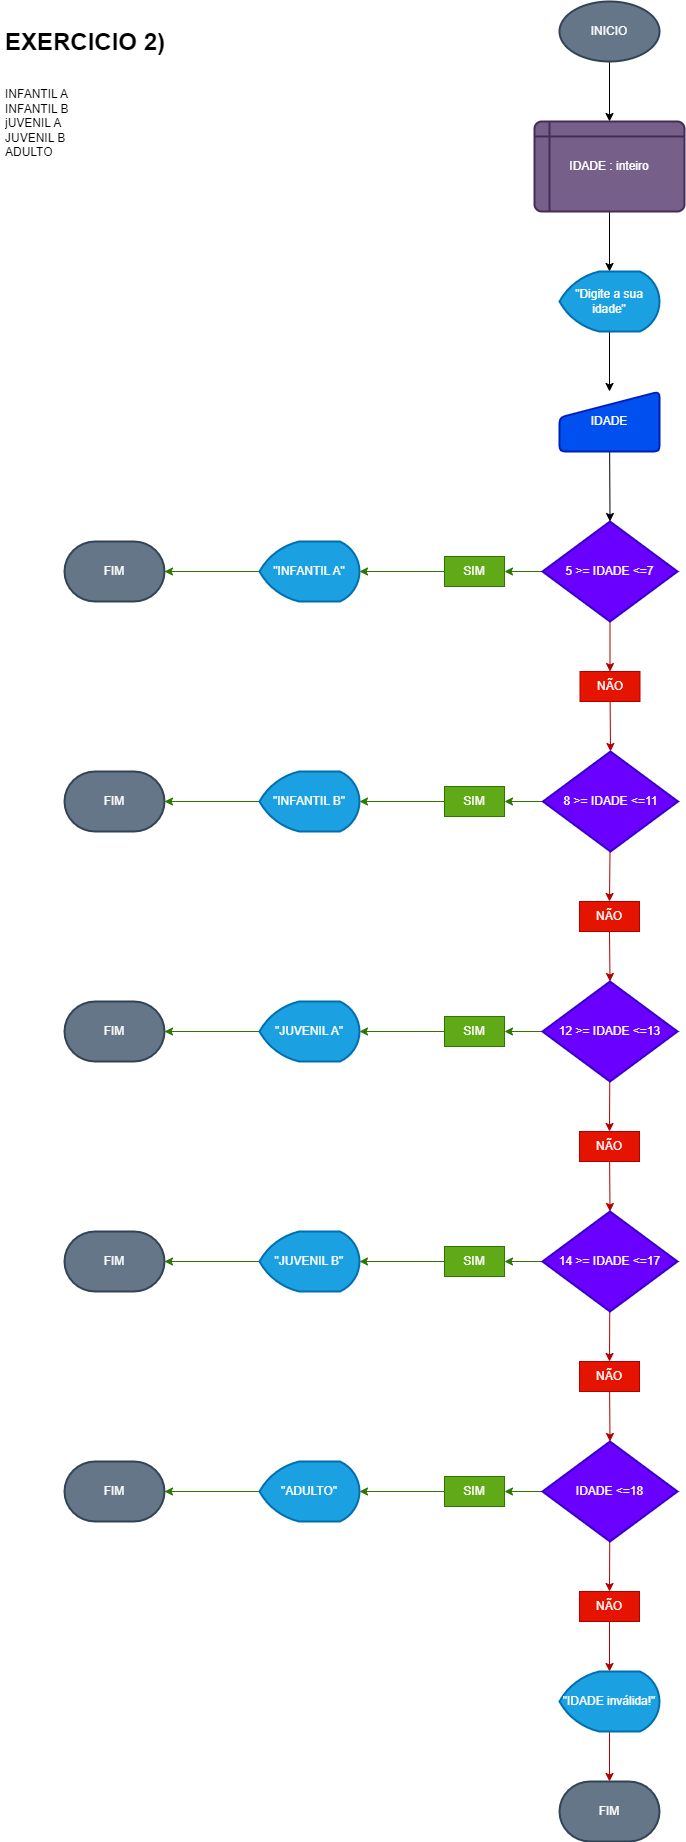 EXERCICIO 2)
INFANTIL A
INFANTIL B
jUVENIL A
JUVENIL B
ADULTO
INICIO
IDADE : inteiro
"Digite a sua
idade"
IDADE
5 >= IDADE <=7
SIM
"INFANTIL A"
FIM
NÃO
8 >= IDADE <=11
SIM
"INFANTIL B"
FIM
NÃO
12 >= IDADE <=13
SIM
"JUVENIL A"
FIM
NÃO
14 >= IDADE <=17
SIM
"JUVENIL B"
FIM
NÃO
IDADE <=18
SIM
"ADULTO"
FIM
NÃO
"IDADE inválida!"
FIM